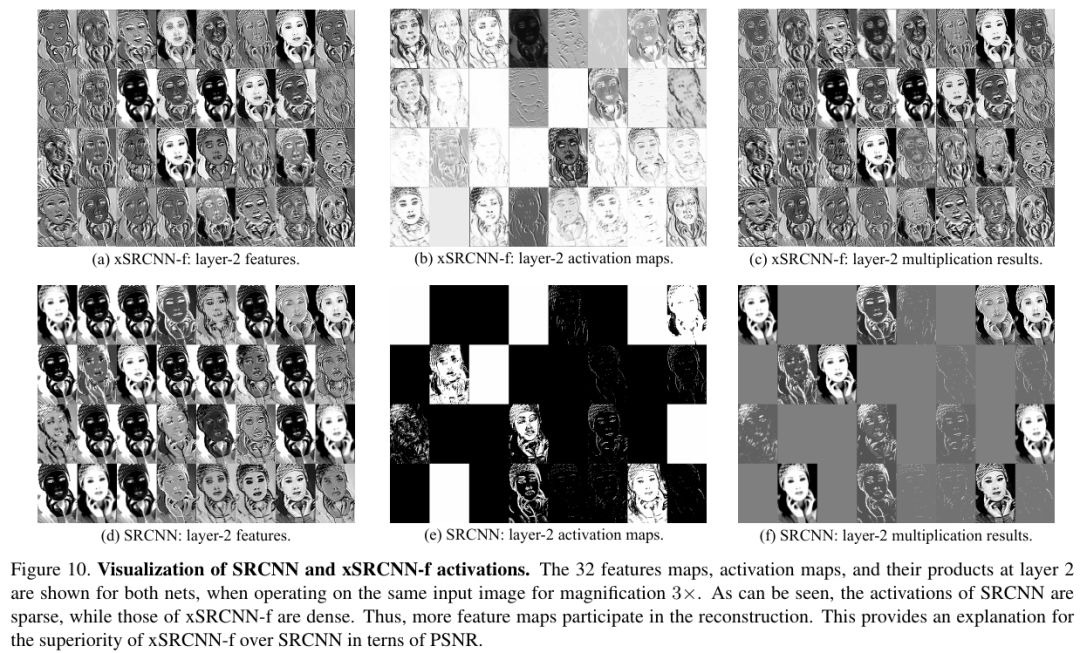 (a) xSRCNN-f: layer-2 features.
(b) xSRCNN-f: layer-2 activation maps.
(c) xSRCNN-f: layer-2 multiplication results.
(d) SRCNN: layer-2 features.
(e) SRCNN: layer-2 activation maps.
(f) SRCNN: layer-2 multiplication results.
Figure 10. Visualization of SRCNN and xSRCNN-f activations. The 32 features maps, activation maps, and their products at layer 2
are shown for both nets, when operating on the same input image for magnification 3×. As can be seen, the activations of SRCNN are
sparse, while those of xSRCNN-f are dense. Thus, more feature maps participate in the reconstruction. This provides an explanation for
the superiority of xSRCNN-f over SRCNN in terns of PSNR.